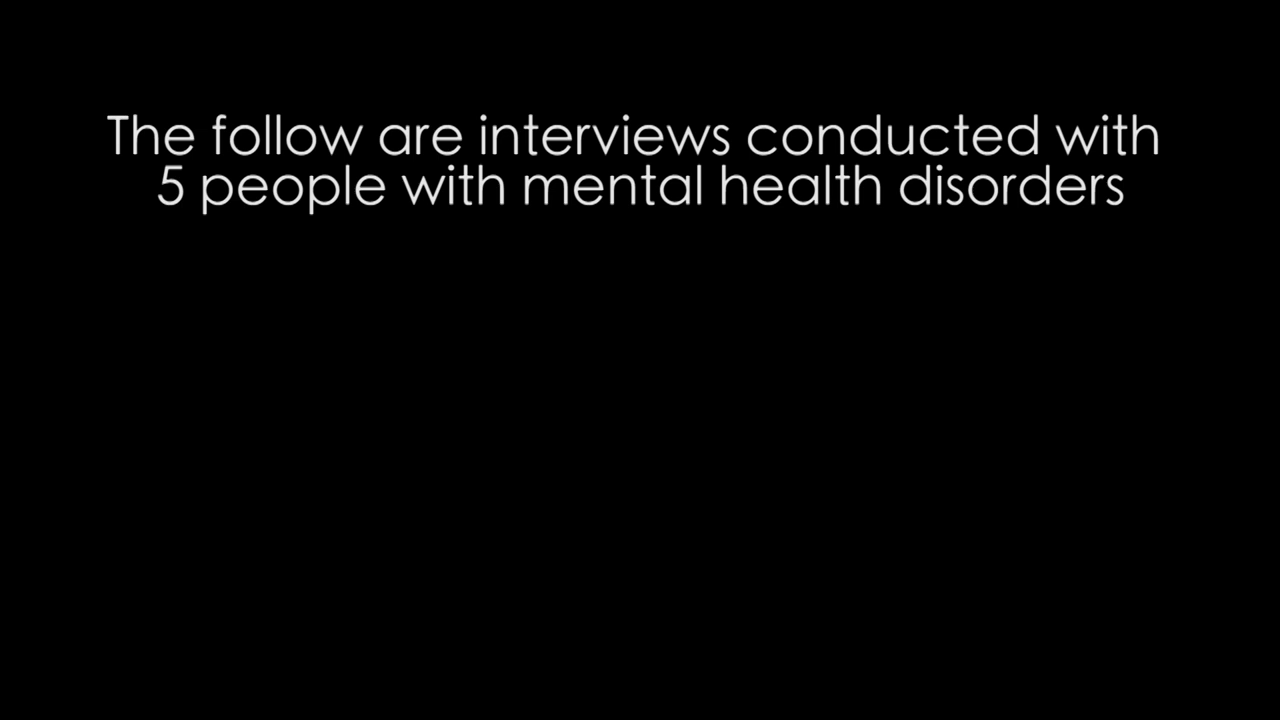 The follow are interviews conducted with
5 people with mental health disorders